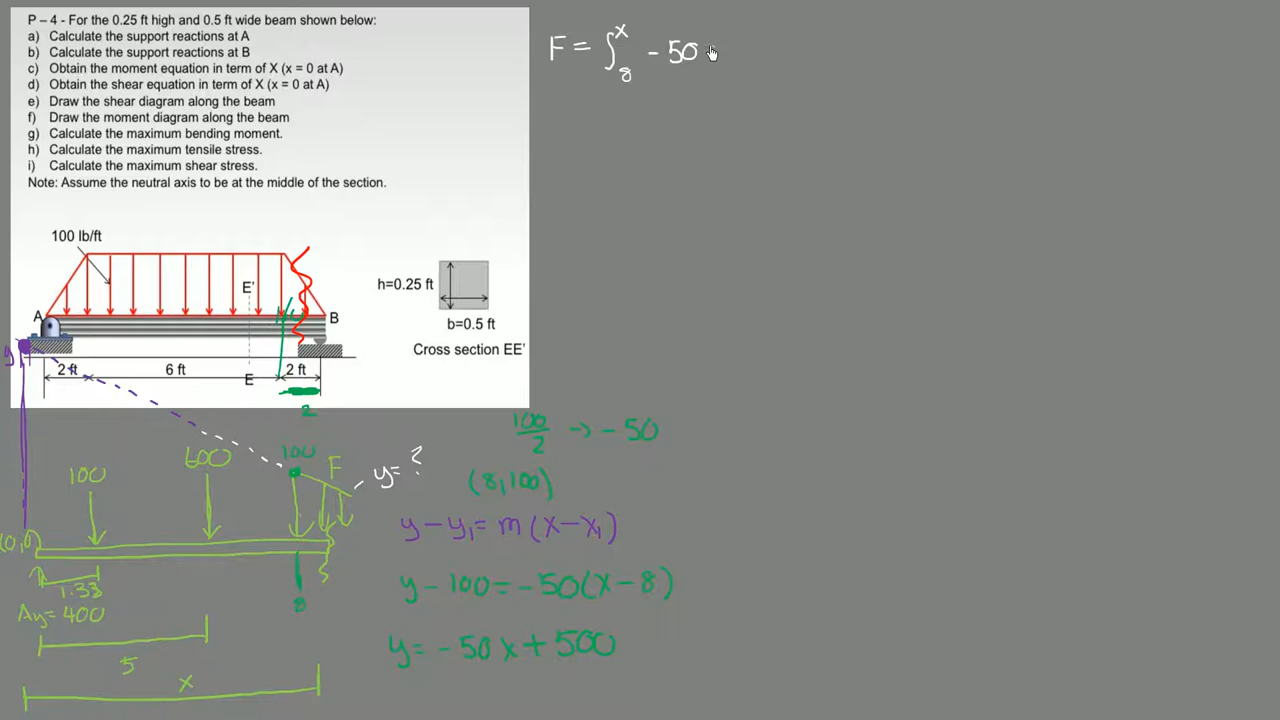 P – 4 - For the 0.25 ft high and 0.5 ft wide beam shown below:
a) Calculate the support reactions at A
b) Calculate the support reactions at B
c) Obtain the moment equation in term of X (x = 0 at A)
d) Obtain the shear equation in term of X (x = 0 at A)
e) Draw the shear diagram along the beam
f) Draw the moment diagram along the beam
g) Calculate the maximum bending moment.
h) Calculate the maximum tensile stress.
i) Calculate the maximum shear stress.
Note: Assume the neutral axis to be at the middle of the section.
F = ∫₈ˣ - 50
100 lb/ft
E'
A
B
h=0.25 ft
b=0.5 ft
Cross section EE'
2 ft
6 ft
E
2 ft
2
100
600
100
F
y= ?
1.33
Ay=400
8
5
x
100/2 → - 50
(8,100)
y - y₁ = m (x - x₁)
y - 100 = - 50(x - 8)
y = - 50 x + 500